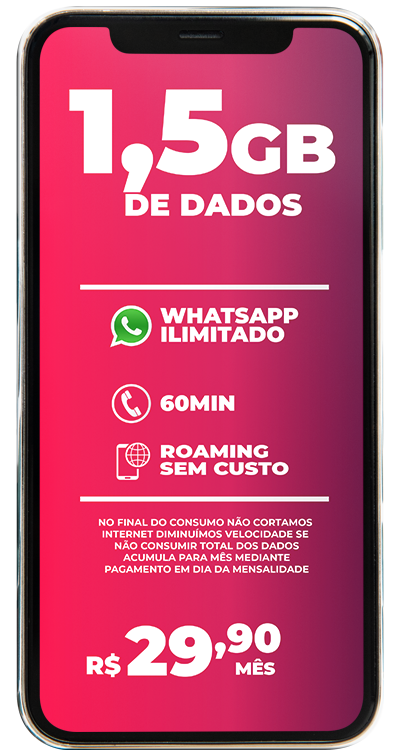 1,5GB
DE DADOS
WHATSAPP
ILIMITADO
60MIN
ROAMING
SEM CUSTO
NO FINAL DO CONSUMO NÃO CORTAMOS
INTERNET DIMINUÍMOS VELOCIDADE SE
NÃO CONSUMIR TOTAL DOS DADOS
ACUMULA PARA MÊS MEDIANTE
PAGAMENTO EM DIA DA MENSALIDADE
R$ 29,90
MÊS